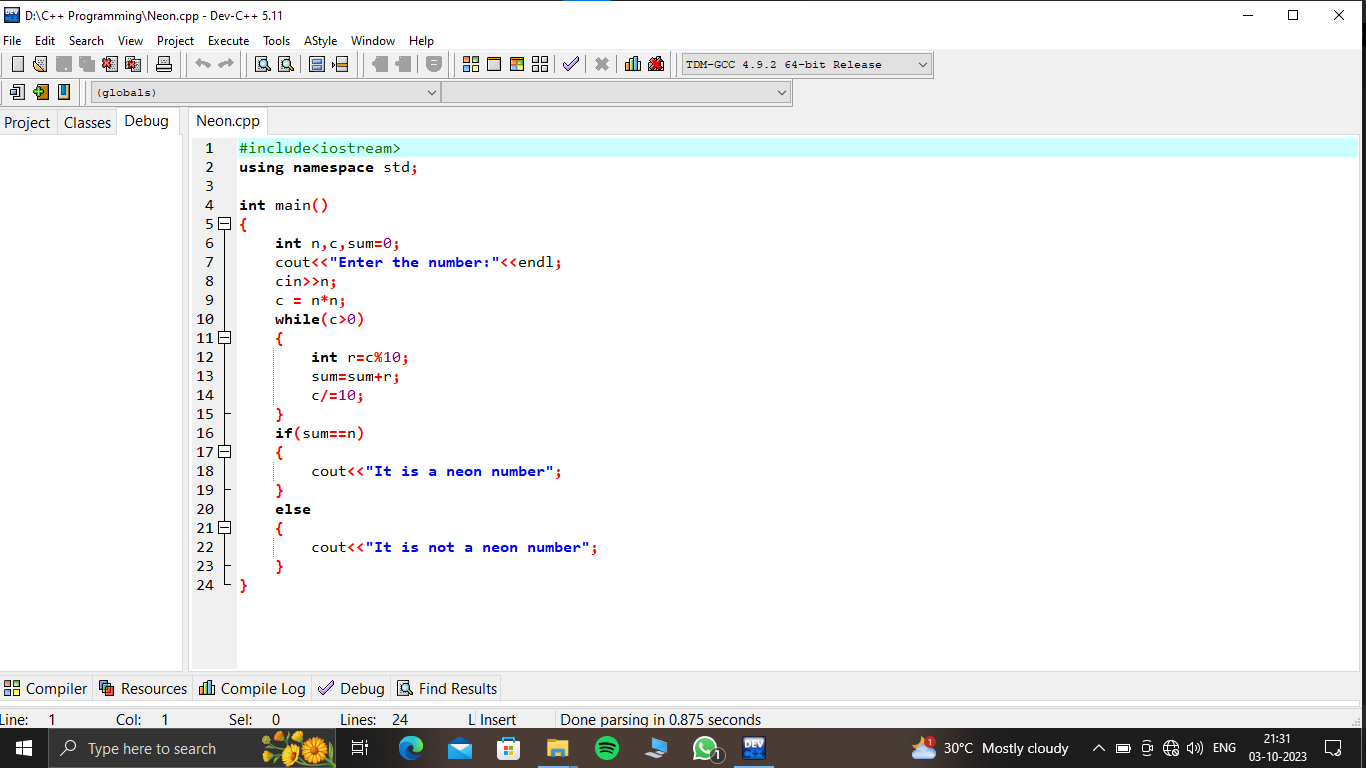 D:\C++ Programming\Neon.cpp - Dev-C++ 5.11
File Edit Search View Project Execute Tools AStyle Window Help
TDM-GCC 4.9.2 64-bit Release
(globals)
Project Classes Debug
Neon.cpp
1 #include<iostream>
2 using namespace std;
3
4 int main()
5 {
6 int n,c,sum=0;
7 cout<<"Enter the number:"<<endl;
8 cin>>n;
9 c = n*n;
10 while(c>0)
11 {
12 int r=c%10;
13 sum=sum+r;
14 c/=10;
15 }
16 if(sum==n)
17 {
18 cout<<"It is a neon number";
19 }
20 else
21 {
22 cout<<"It is not a neon number";
23 }
24 }
Compiler Resources Compile Log Debug Find Results
Line: 1 Col: 1 Sel: 0 Lines: 24 L Insert Done parsing in 0.875 seconds
Type here to search
DEV
1
1
30°C Mostly cloudy
ENG
21:31
03-10-2023